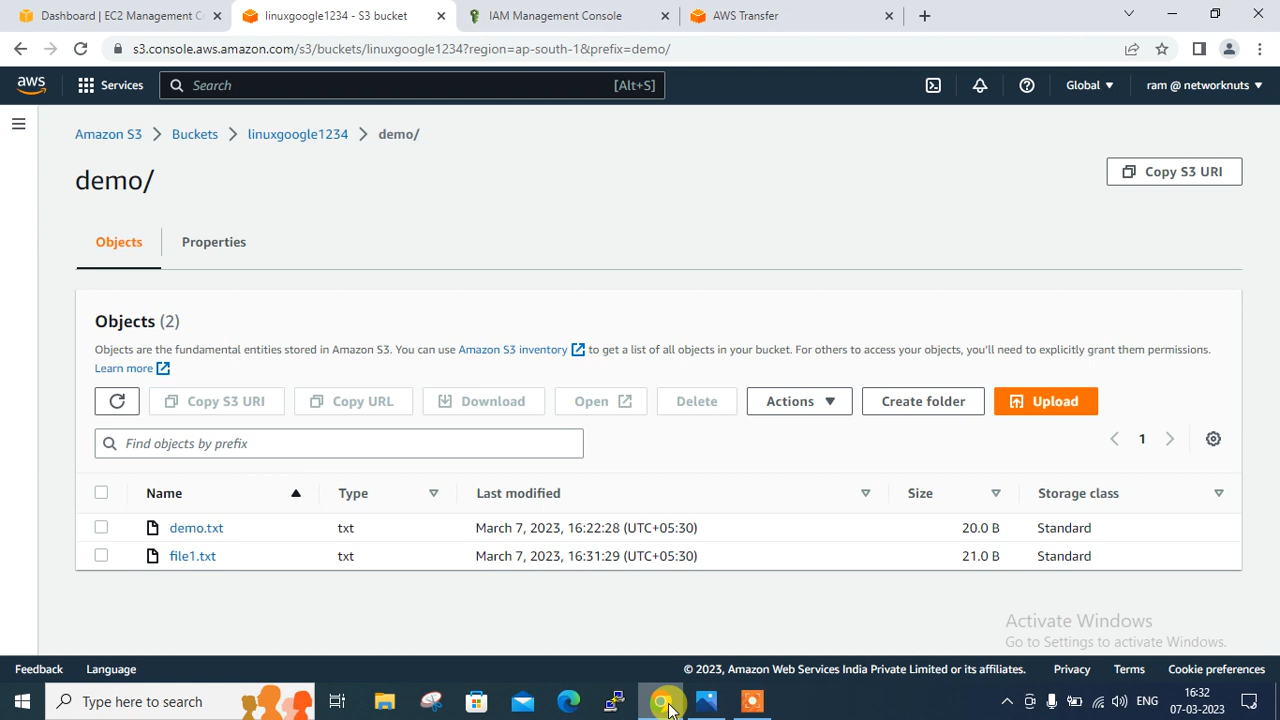 Dashboard | EC2 Management C
linuxgoogle1234 - S3 bucket
IAM Management Console
AWS Transfer
s3.console.aws.amazon.com/s3/buckets/linuxgoogle1234?region=ap-south-1&prefix=demo/
aws
Services
Search
[Alt+S]
Global
ram @ networknuts
Amazon S3
Buckets
linuxgoogle1234
demo/
demo/
Copy S3 URI
Objects
Properties
Objects (2)
Objects are the fundamental entities stored in Amazon S3. You can use Amazon S3 inventory to get a list of all objects in your bucket. For others to access your objects, you'll need to explicitly grant them permissions.
Learn more
Copy S3 URI
Copy URL
Download
Open
Delete
Actions
Create folder
Upload
Find objects by prefix
1
Name
Type
Last modified
Size
Storage class
demo.txt txt March 7, 2023, 16:22:28 (UTC+05:30) 20.0 B Standard
file1.txt txt March 7, 2023, 16:31:29 (UTC+05:30) 21.0 B Standard
Activate Windows
Go to Settings to activate Windows.
Feedback
Language
© 2023, Amazon Web Services India Private Limited or its affiliates.
Privacy
Terms
Cookie preferences
Type here to search
ENG
16:32
07-03-2023